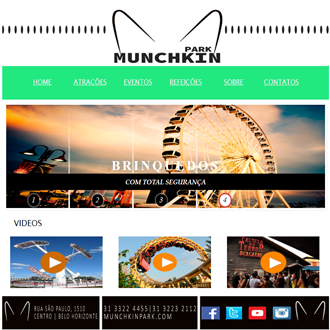 PARK
MUNCHKIN
HOME ATRACÕES EVENTOS REFEIÇÕES SOBRE CONTATOS
BRINQUEDOS
COM TOTAL SEGURANÇA
1 2 3 4
VIDEOS
RUA SÃO PAULO, 1510 31 3322 4455|31 3223 2112
CENTRO | BELO HORIZONTE MUNCHKINPARK.COM